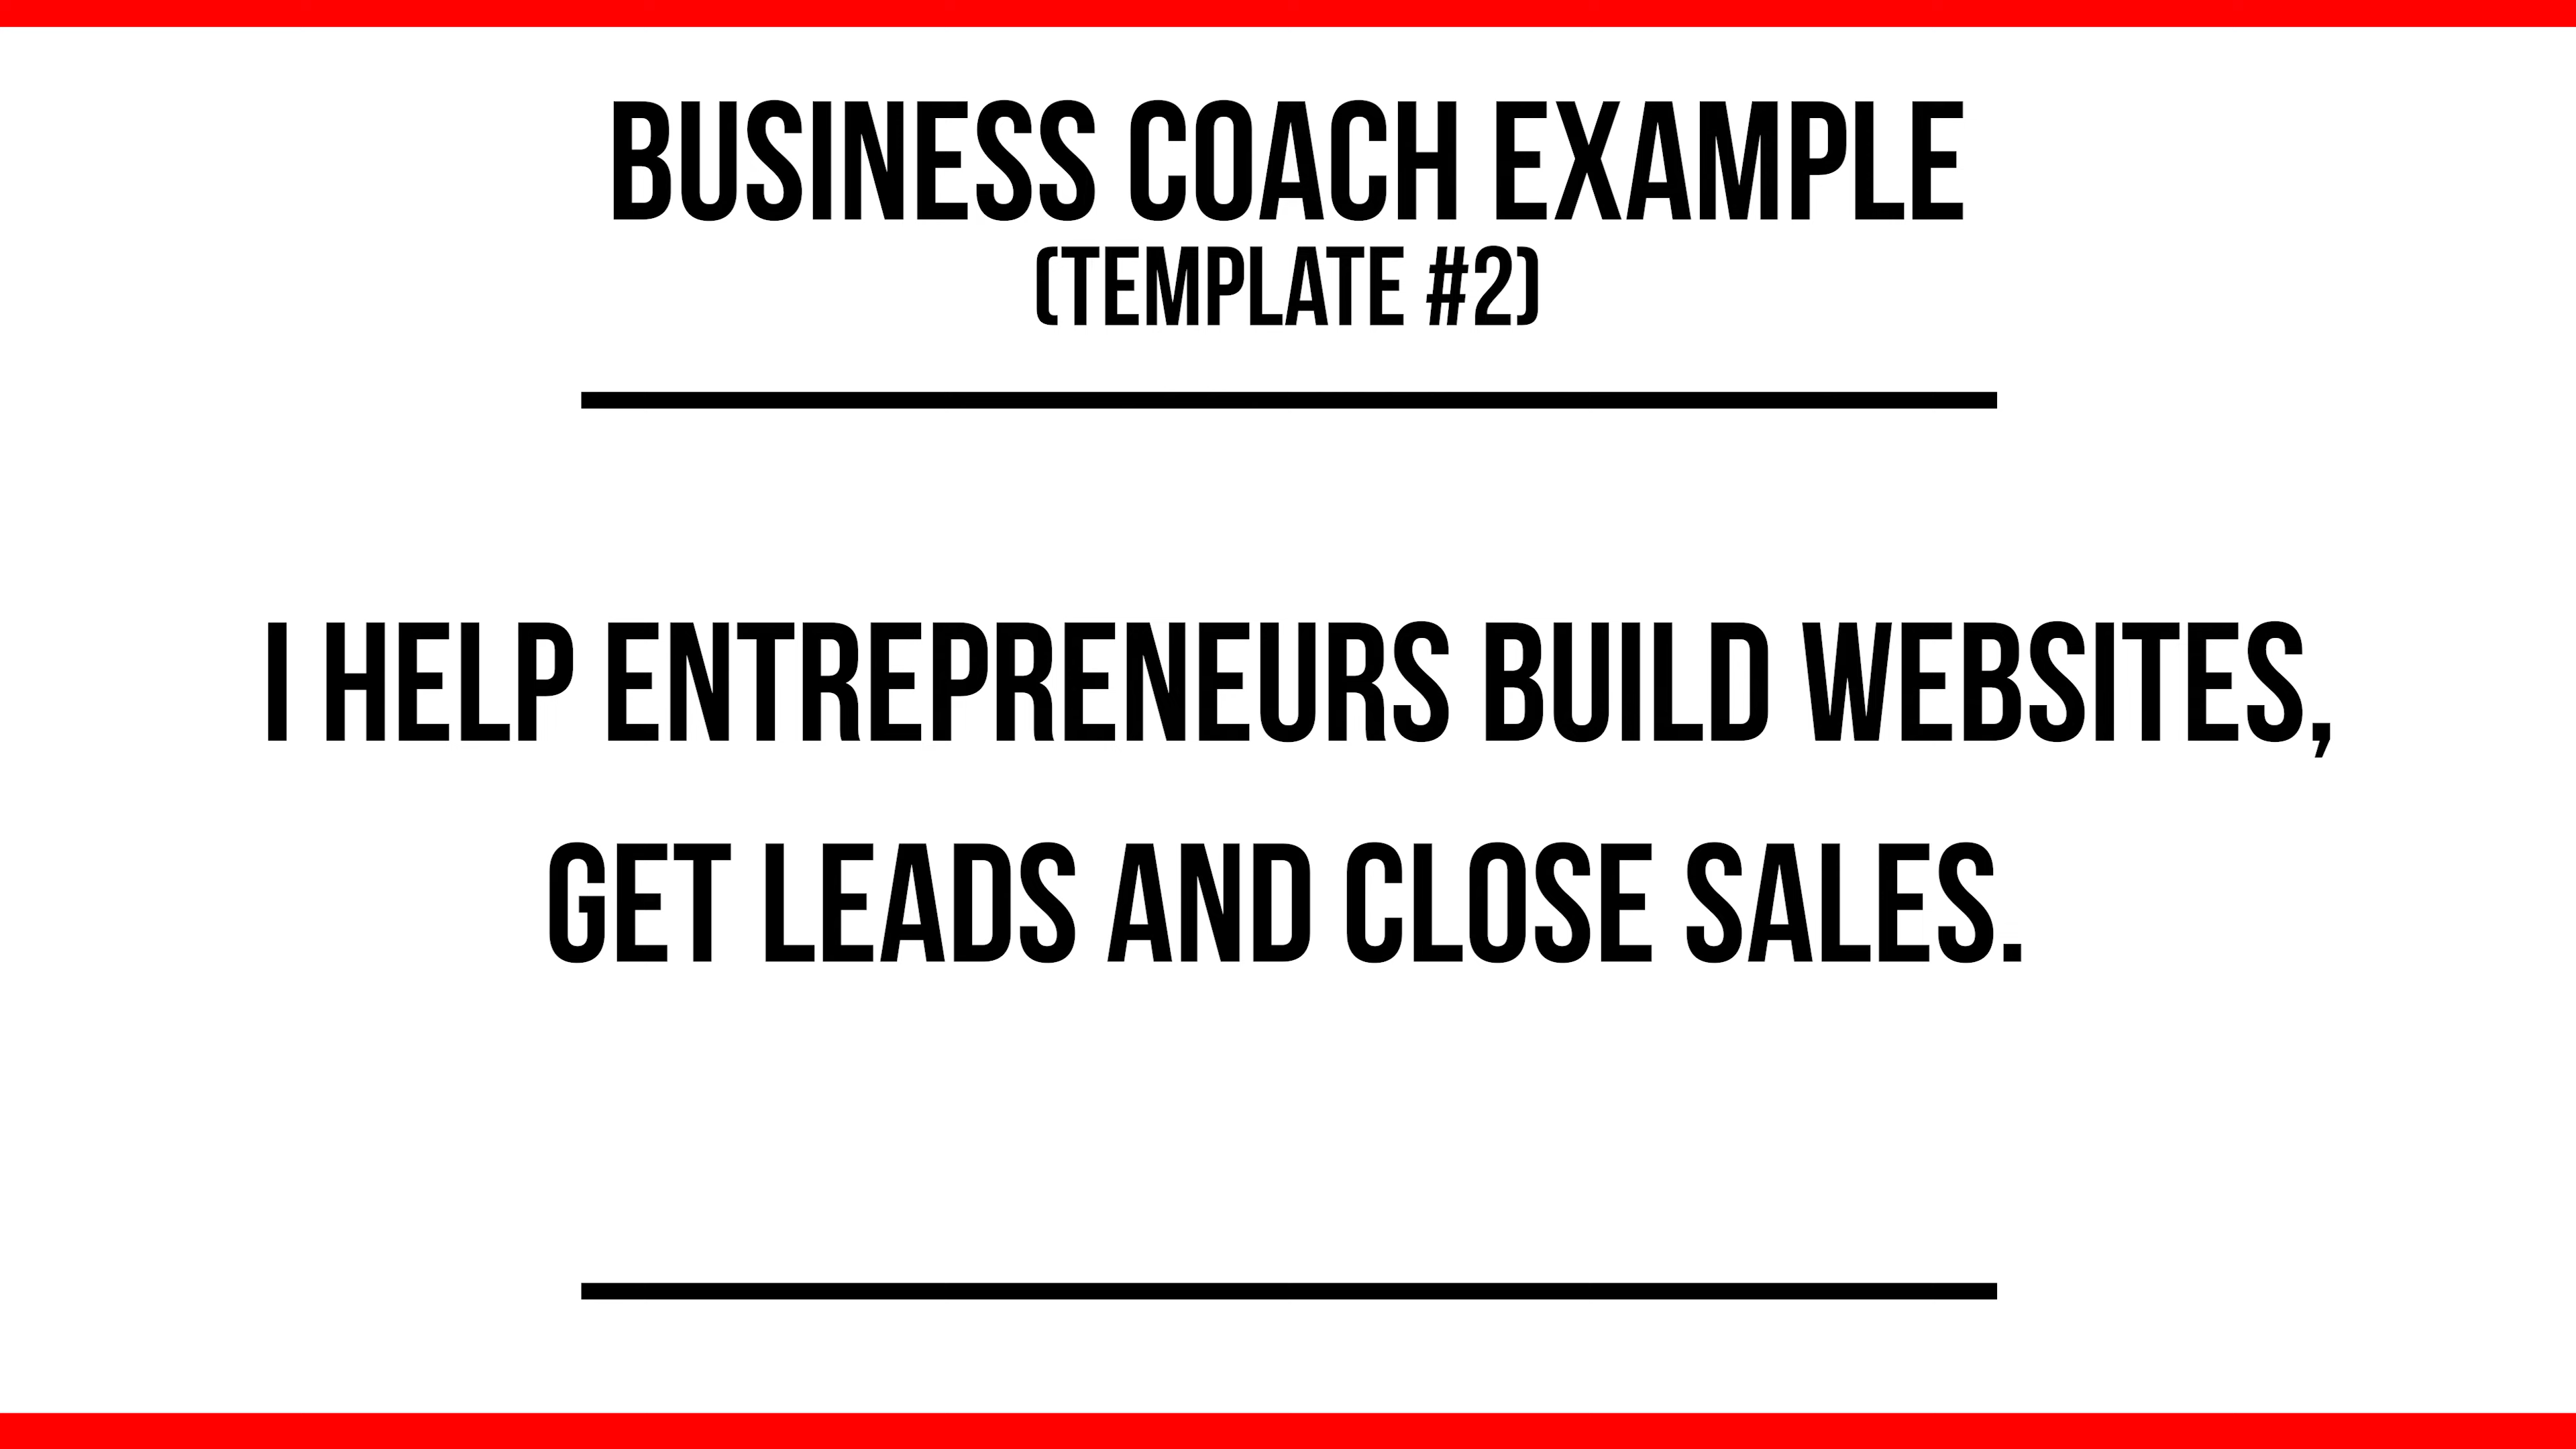 BUSINESS COACH EXAMPLE
(TEMPLATE #2)
I HELP ENTREPRENEURS BUILD WEBSITES,
GET LEADS AND CLOSE SALES.